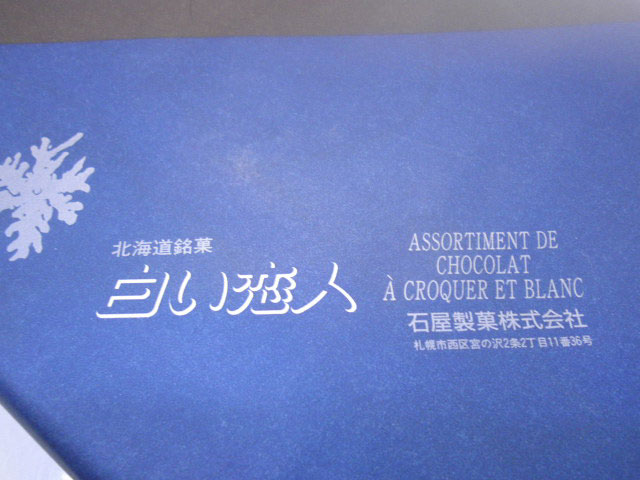 北海道銘菓
白い恋人
ASSORTIMENT DE
CHOCOLAT
À CROQUER ET BLANC
石屋製菓株式会社
札幌市西区宮の沢2条2丁目11番36号